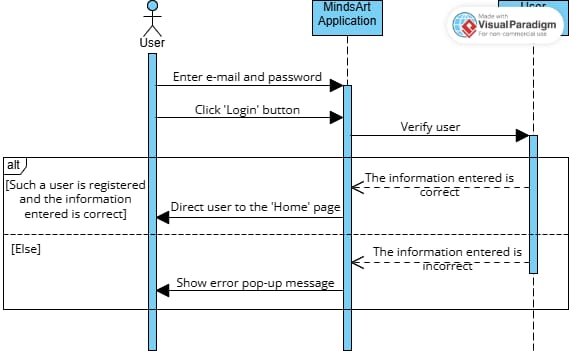 MindsArt
Application
User
Made with
Visual Paradigm
For non-commercial use
User
Enter e-mail and password
Click 'Login' button
Verify user
alt
[Such a user is registered
and the information
entered is correct]
The information entered is
correct
Direct user to the 'Home' page
[Else]
The information entered is
incorrect
Show error pop-up message